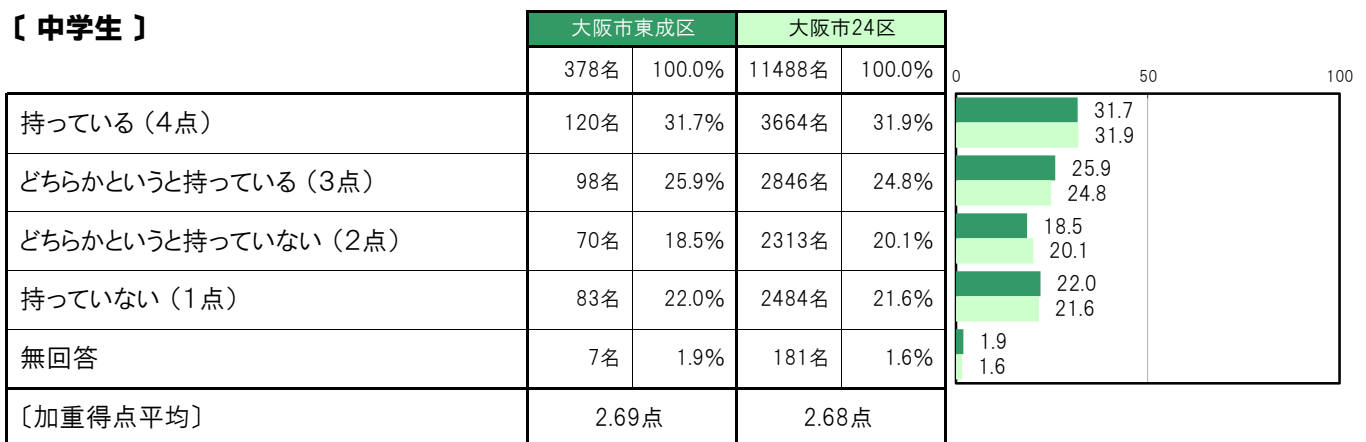 〔 中学生 〕
大阪市東成区 大阪市24区
378名 100.0% 11488名 100.0%
0 50 100
持っている（4点） 120名 31.7% 3664名 31.9%
31.7
31.9
どちらかというと持っている（3点） 98名 25.9% 2846名 24.8%
25.9
24.8
どちらかというと持っていない（2点） 70名 18.5% 2313名 20.1%
18.5
20.1
持っていない（1点） 83名 22.0% 2484名 21.6%
22.0
21.6
無回答 7名 1.9% 181名 1.6%
1.9
1.6
〔加重得点平均〕 2.69点 2.68点